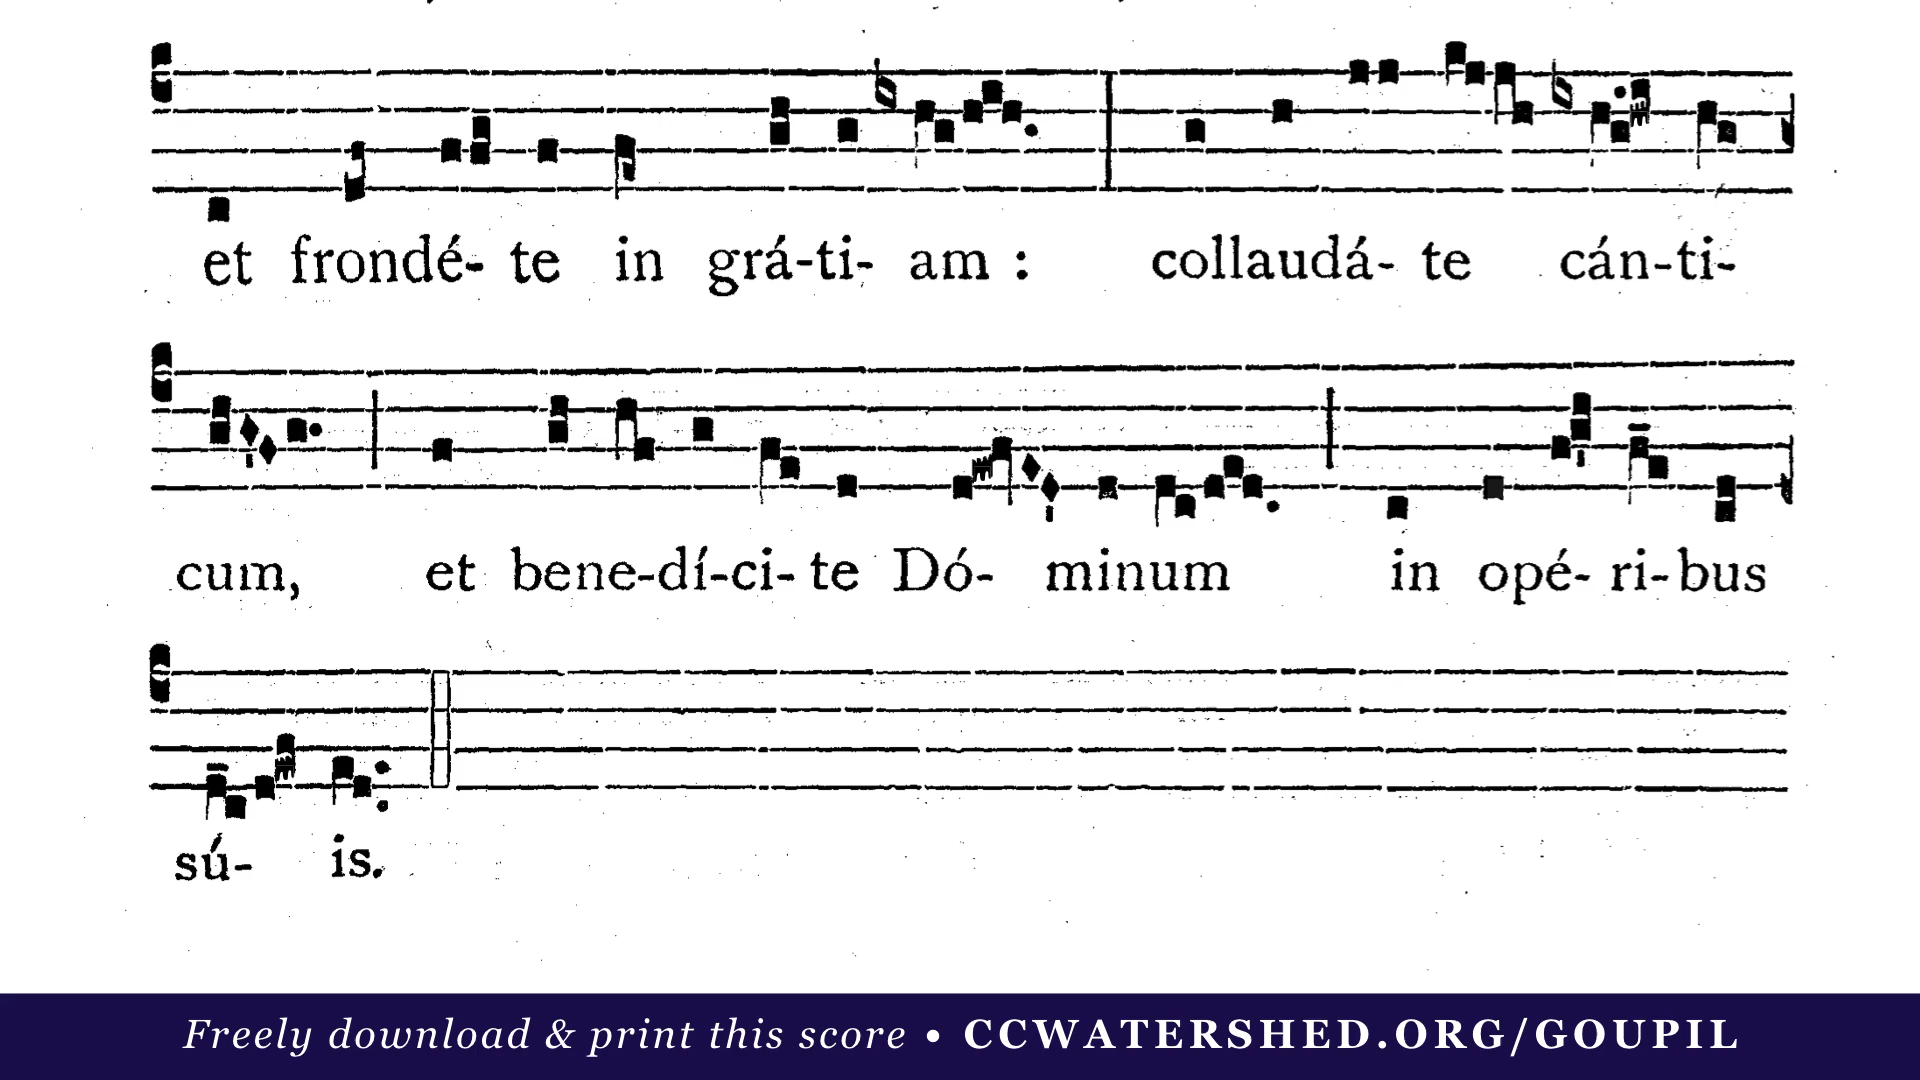 et frondé- te in grá-ti- am : collaudá- te cán-ti-
cum, et bene-dí-ci- te Dó- minum in opé- ri- bus
sú- is.
Freely download & print this score • CCWATERSHED.ORG/GOUPIL